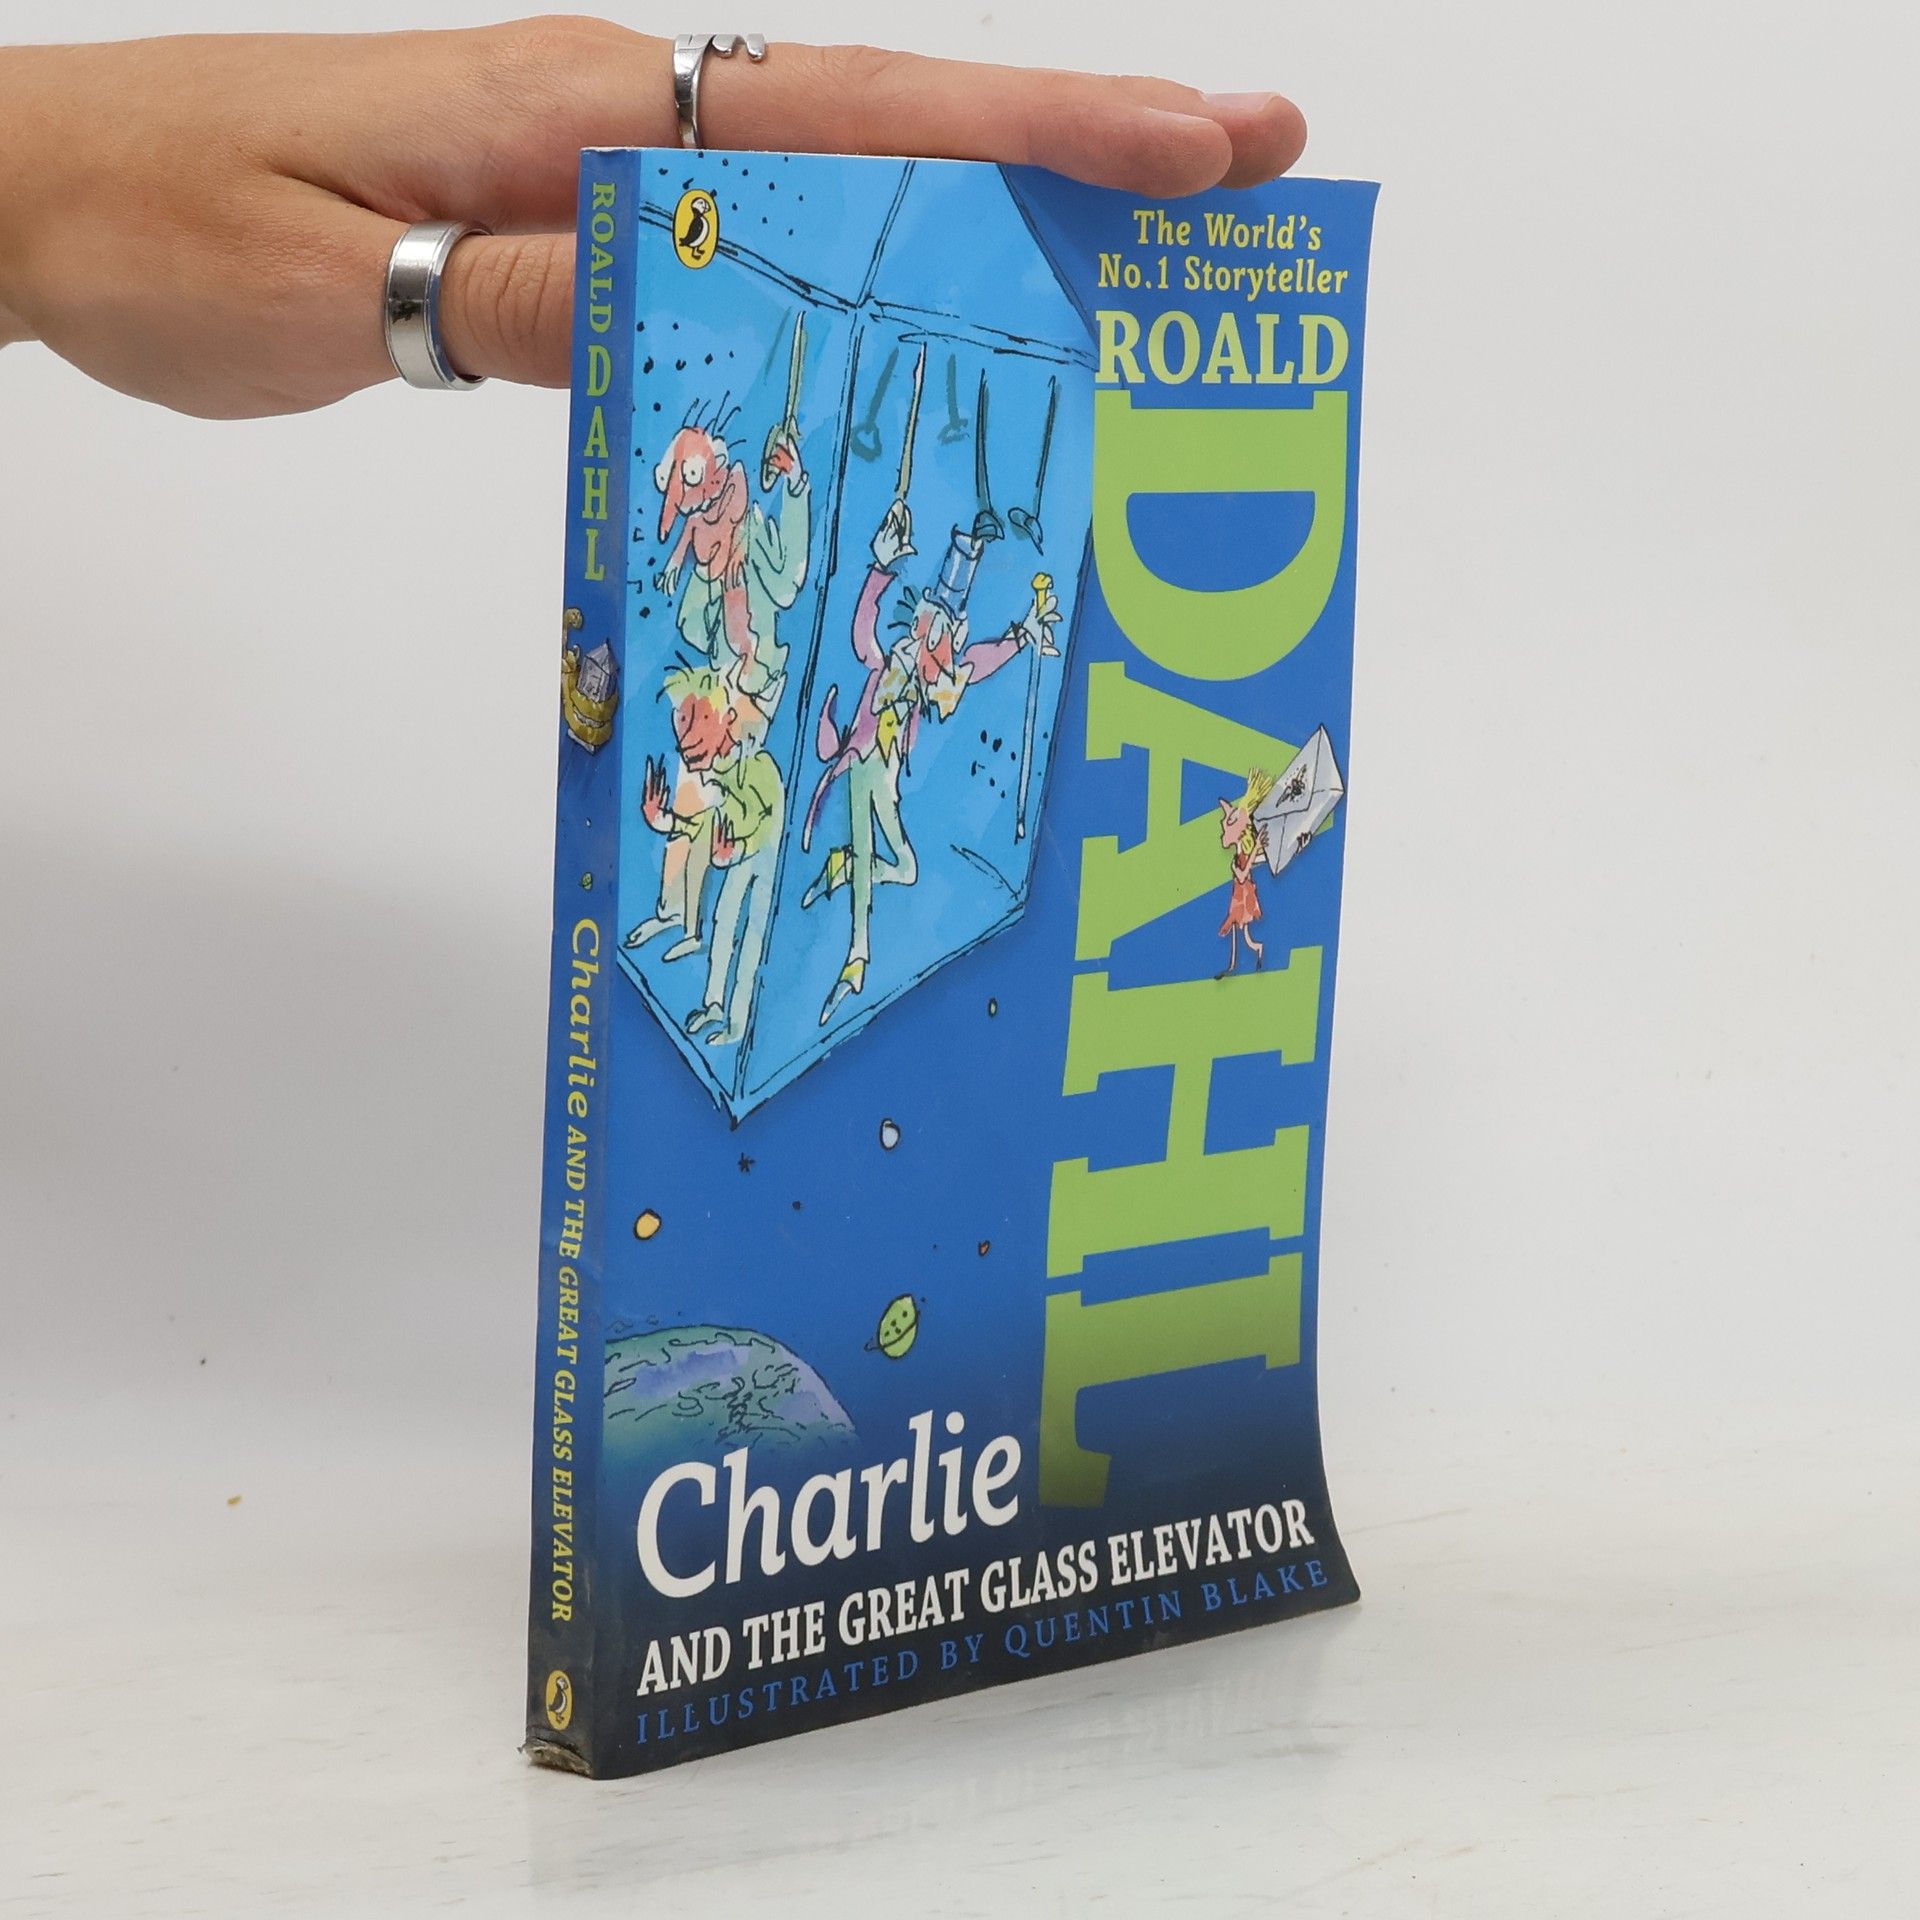 ROALD DAHL
Charlie AND THE GREAT GLASS ELEVATOR
The World's
No.1 Storyteller
ROALD
DAHL
Charlie
AND THE GREAT GLASS ELEVATOR
ILLUSTRATED BY QUENTIN BLAKE